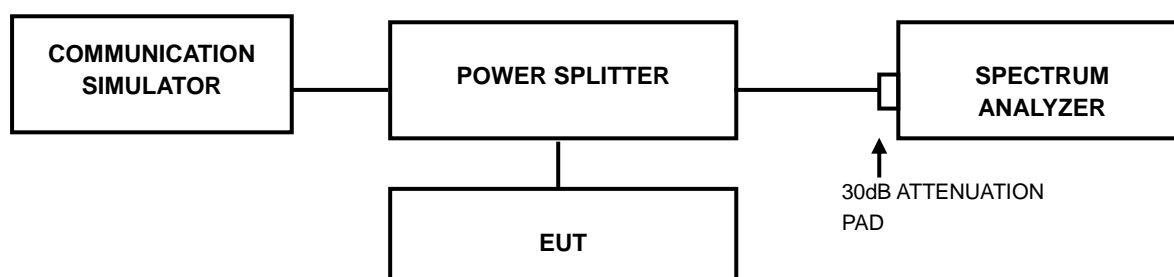 COMMUNICATION
SIMULATOR
POWER SPLITTER
SPECTRUM
ANALYZER
30dB ATTENUATION
PAD
EUT